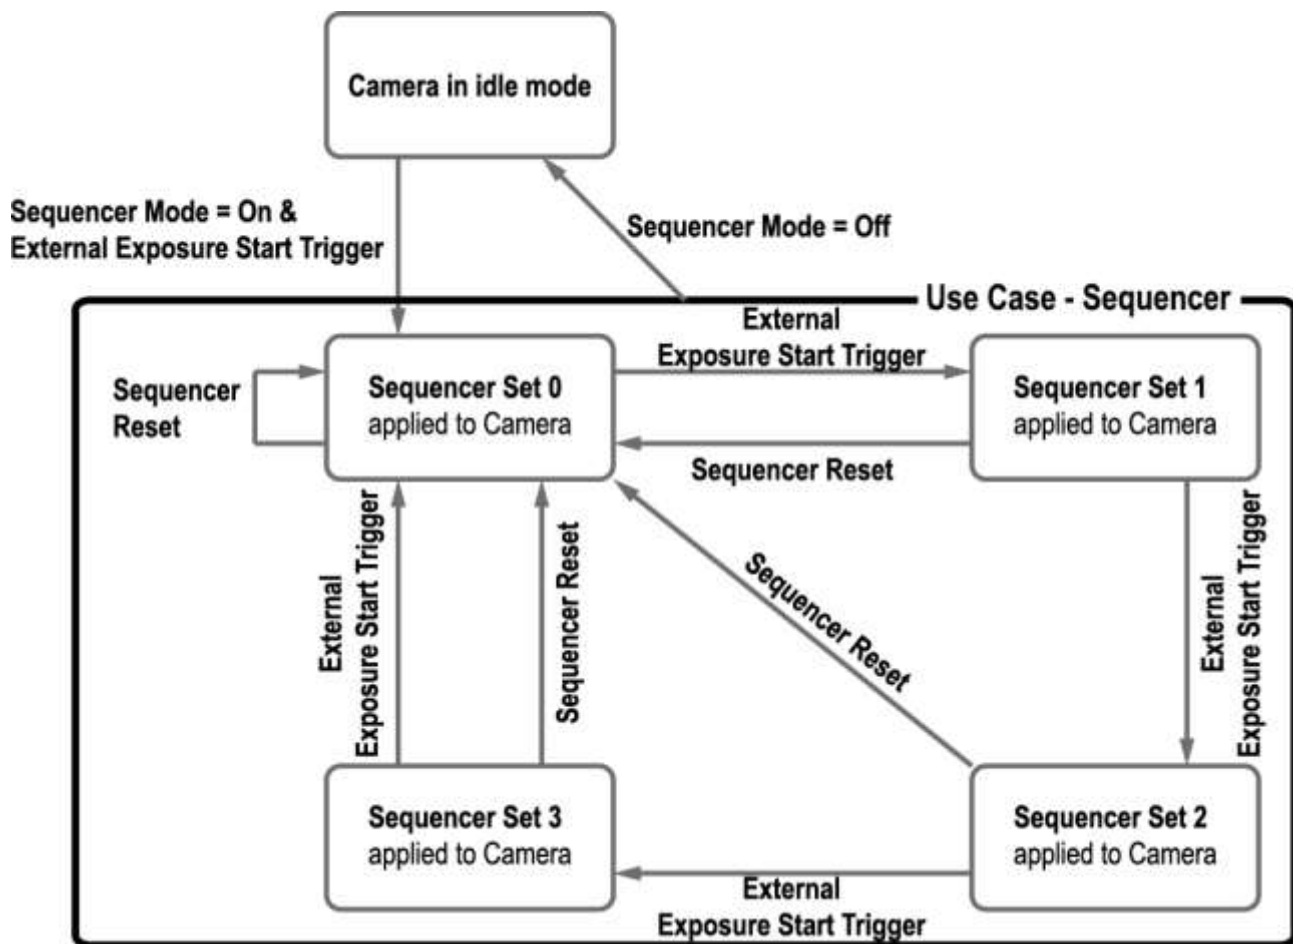 Camera in idle mode
Sequencer Mode = On &
External Exposure Start Trigger
Sequencer Mode = Off
Use Case - Sequencer
External
Exposure Start Trigger
Sequencer
Reset
Sequencer Set 0
applied to Camera
Sequencer Set 1
applied to Camera
Sequencer Reset
External
Exposure Start Trigger
Sequencer Reset
Sequencer Reset
External
Exposure Start Trigger
Sequencer Set 3
applied to Camera
Sequencer Set 2
applied to Camera
External
Exposure Start Trigger